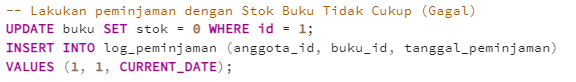 -- Lakukan peminjaman dengan Stok Buku Tidak Cukup (Gagal)
UPDATE buku SET stok = 0 WHERE id = 1;
INSERT INTO log_peminjaman (anggota_id, buku_id, tanggal_peminjaman)
VALUES (1, 1, CURRENT_DATE);